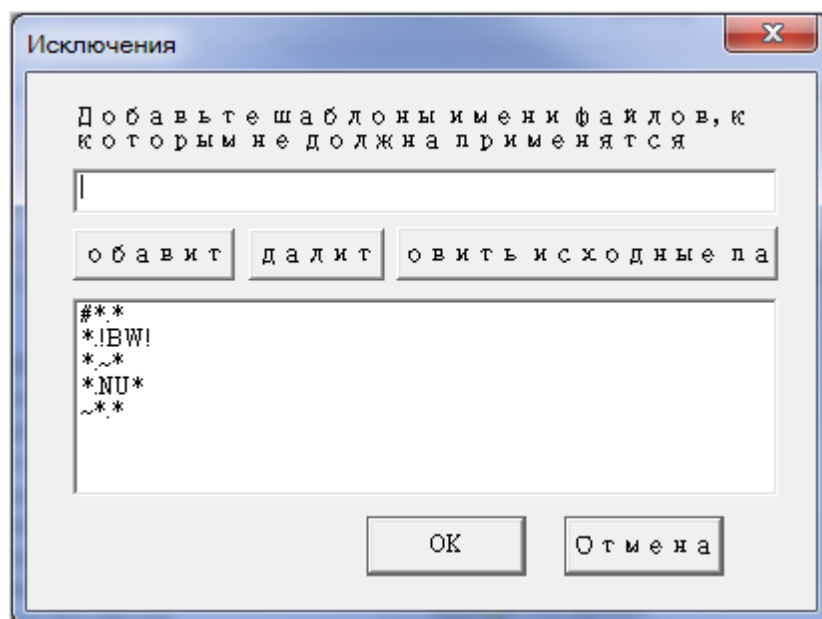 Исключения
Добавьте шаблоны имени файлов, к
которым не должна применятся
обавит далит овить исходные па
#*.*
*.!BW!
*.~*
*.NU*
~*.*
OK Отмена